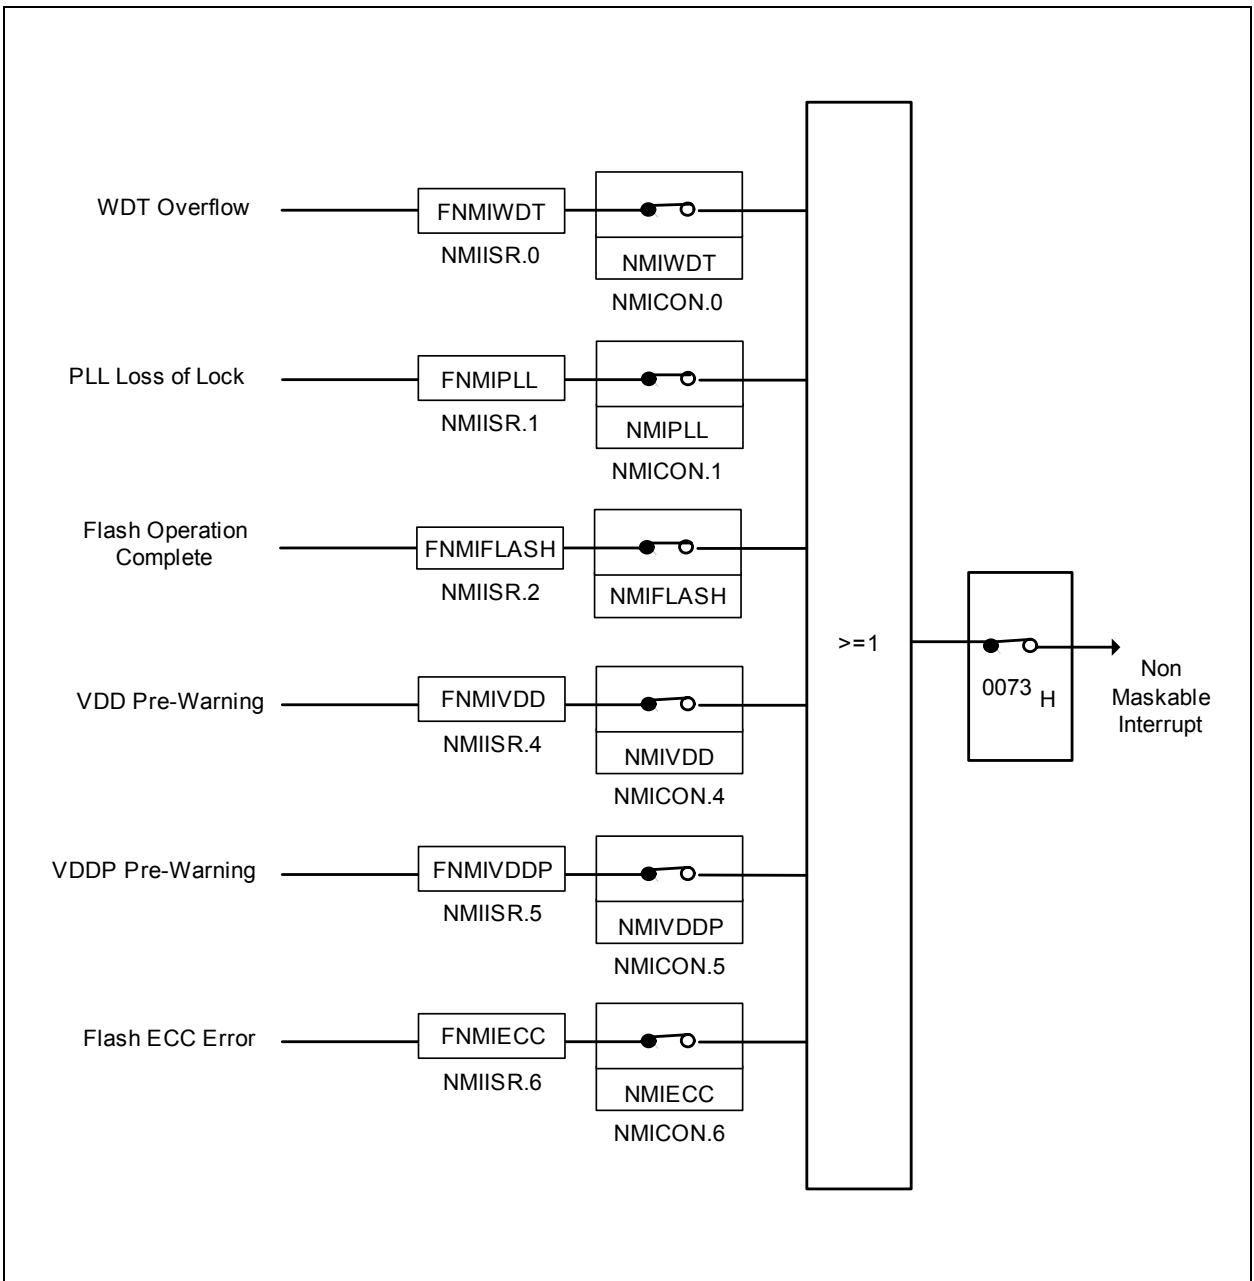 WDT Overflow
FNMIWDT
NMIISR.0
NMIWDT
NMICON.0
PLL Loss of Lock
FNMIPLL
NMIISR.1
NMIPLL
NMICON.1
Flash Operation
Complete
FNMIFLASH
NMIISR.2
NMIFLASH
>=1
0073 H
Non
Maskable
Interrupt
VDD Pre-Warning
FNMIVDD
NMIISR.4
NMIVDD
NMICON.4
VDDP Pre-Warning
FNMIVDDP
NMIISR.5
NMIVDDP
NMICON.5
Flash ECC Error
FNMIECC
NMIISR.6
NMIECC
NMICON.6